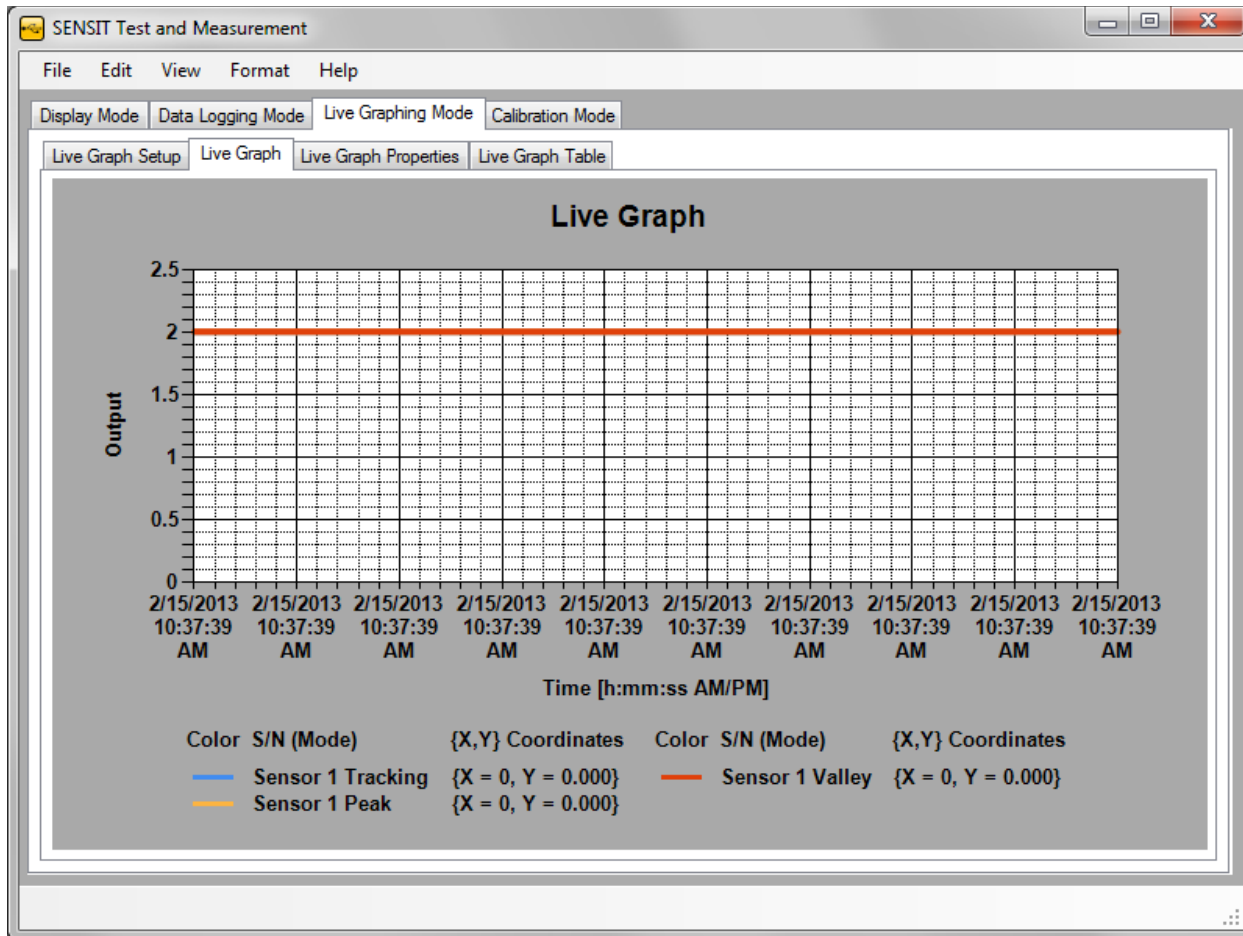 SENSIT Test and Measurement
File Edit View Format Help
Display Mode Data Logging Mode Live Graphing Mode Calibration Mode
Live Graph Setup Live Graph Live Graph Properties Live Graph Table
Live Graph
2.5
2
1.5
1
0.5
0
Output
2/15/2013 2/15/2013 2/15/2013 2/15/2013 2/15/2013 2/15/2013 2/15/2013 2/15/2013 2/15/2013 2/15/2013
10:37:39 10:37:39 10:37:39 10:37:39 10:37:39 10:37:39 10:37:39 10:37:39 10:37:39 10:37:39
AM AM AM AM AM AM AM AM AM AM
Time [h:mm:ss AM/PM]
Color S/N (Mode) {X,Y} Coordinates Color S/N (Mode) {X,Y} Coordinates
Sensor 1 Tracking {X = 0, Y = 0.000} Sensor 1 Valley {X = 0, Y = 0.000}
Sensor 1 Peak {X = 0, Y = 0.000}